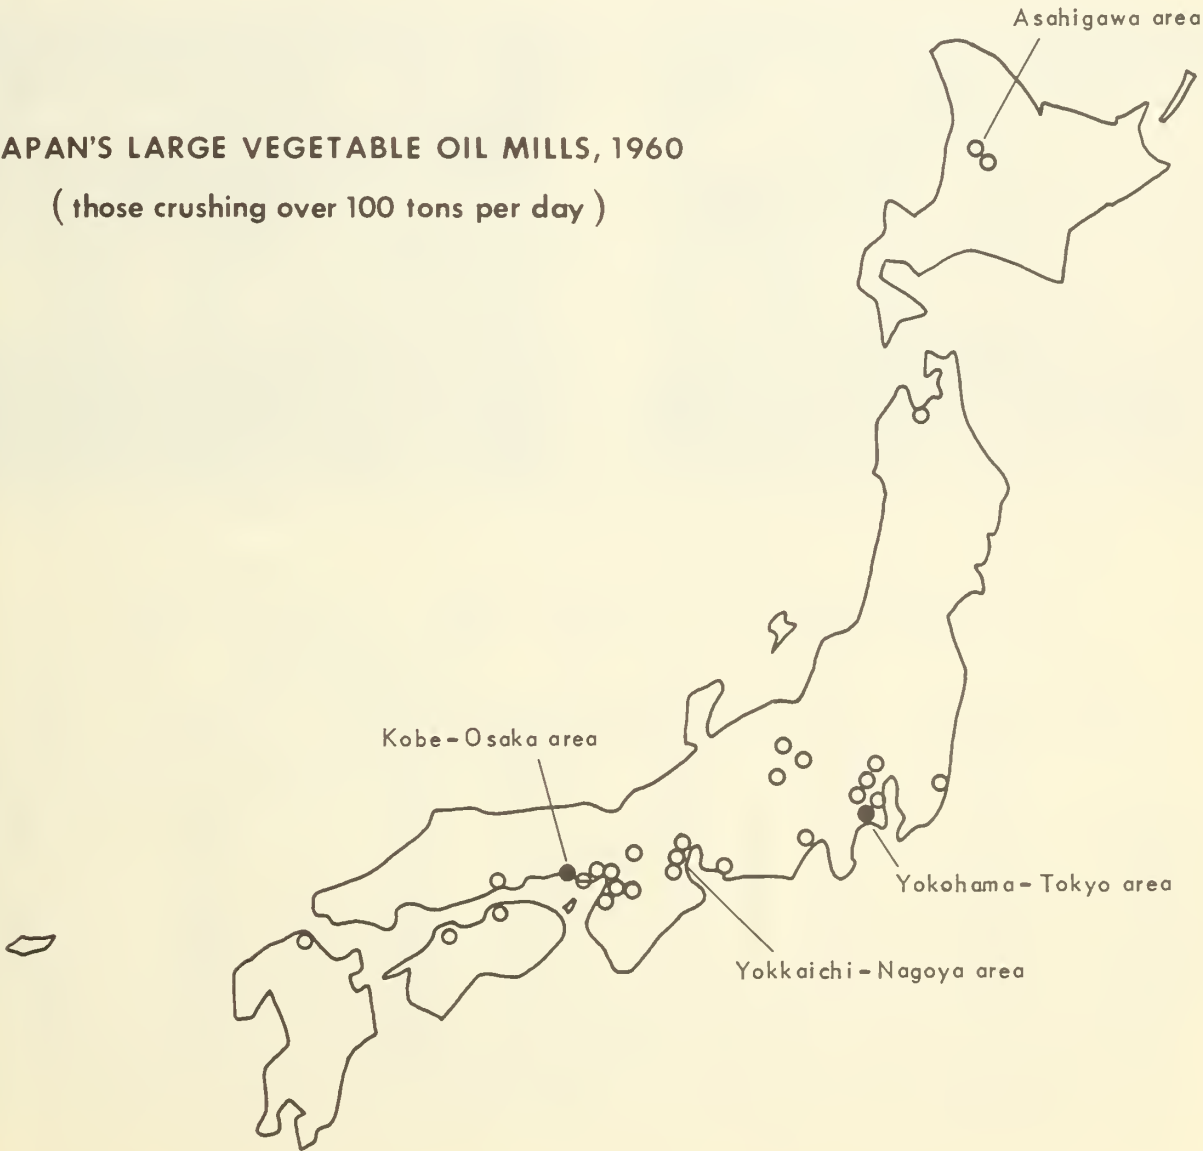 APAN'S LARGE VEGETABLE OIL MILLS, 1960
(those crushing over 100 tons per day)
Asahigawa area
Kobe-Osaka area
Yokohama-Tokyo area
Yokkaichi-Nagoya area